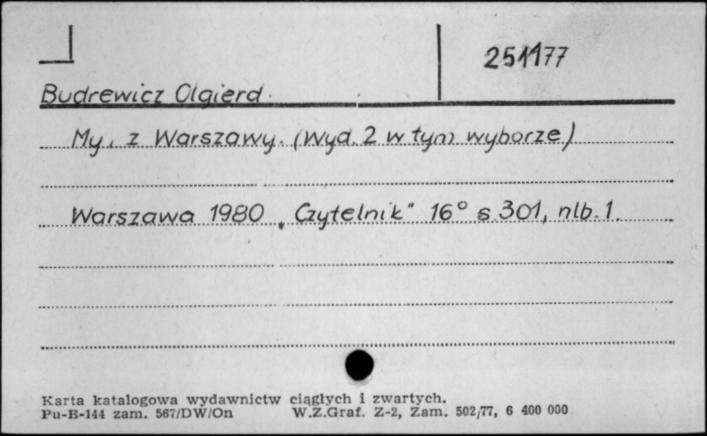 251177
Budrewicz Olgierd
My, z Warszawy. (Wyd. 2 w tym wyborze)
Warszawa 1980 „Czytelnik" 16° s. 301, nlb. 1.
Karta katalogowa wydawnictw ciągłych i zwartych.
Pu-B-144 zam. 567/DW/On W.Z.Graf. Z-2, Zam. 502/77, 6 400 000